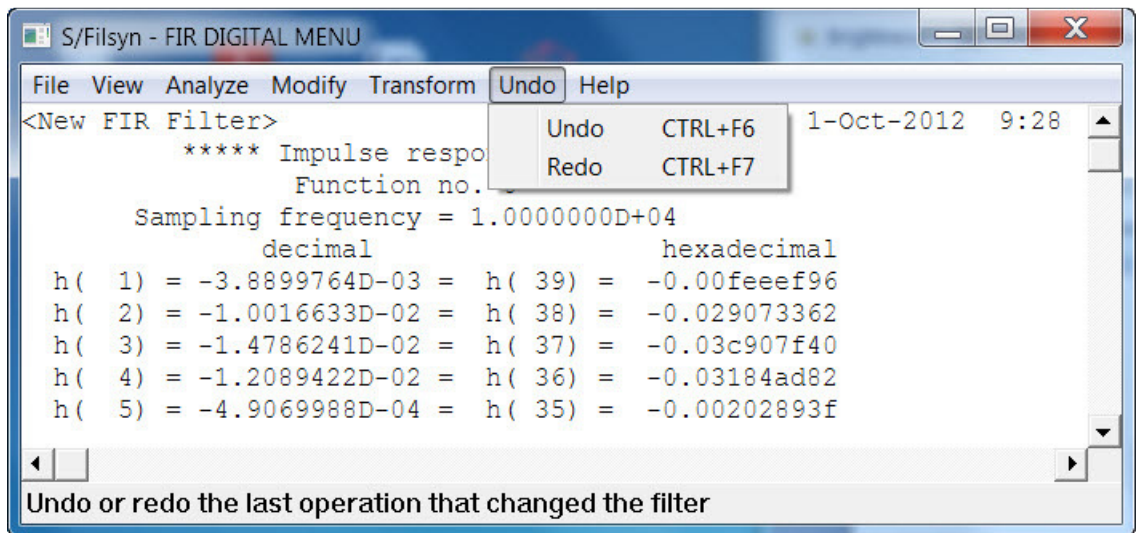 S/Filsyn - FIR DIGITAL MENU
File View Analyze Modify Transform Undo Help
<New FIR Filter> 1-Oct-2012 9:28
Undo CTRL+F6
***** Impulse respo
Redo CTRL+F7
Function no.
Sampling frequency = 1.0000000D+04
decimal hexadecimal
h( 1) = -3.8899764D-03 = h( 39) = -0.00feeef96
h( 2) = -1.0016633D-02 = h( 38) = -0.029073362
h( 3) = -1.4786241D-02 = h( 37) = -0.03c907f40
h( 4) = -1.2089422D-02 = h( 36) = -0.03184ad82
h( 5) = -4.9069988D-04 = h( 35) = -0.00202893f
Undo or redo the last operation that changed the filter